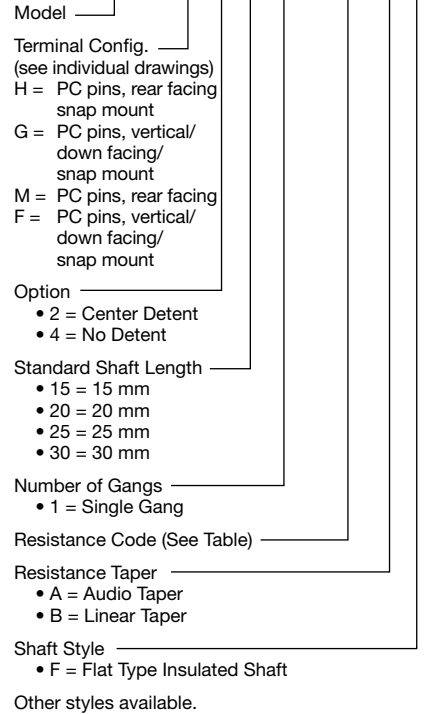 Model
Terminal Config.
(see individual drawings)
H = PC pins, rear facing
snap mount
G = PC pins, vertical/
down facing/
snap mount
M = PC pins, rear facing
F = PC pins, vertical/
down facing/
snap mount
Option
• 2 = Center Detent
• 4 = No Detent
Standard Shaft Length
• 15 = 15 mm
• 20 = 20 mm
• 25 = 25 mm
• 30 = 30 mm
Number of Gangs
• 1 = Single Gang
Resistance Code (See Table)
Resistance Taper
• A = Audio Taper
• B = Linear Taper
Shaft Style
• F = Flat Type Insulated Shaft
Other styles available.